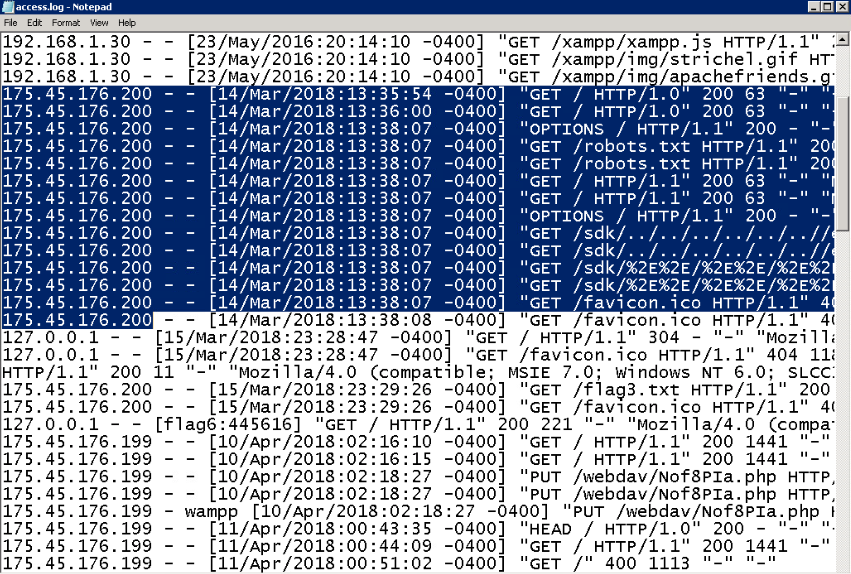 access.log - Notepad
File Edit Format View Help
192.168.1.30 - - [23/May/2016:20:14:10 -0400] "GET /xampp/xampp.js HTTP/1.1" 2
192.168.1.30 - - [23/May/2016:20:14:10 -0400] "GET /xampp/img/strichel.gif HT
192.168.1.30 - - [23/May/2016:20:14:10 -0400] "GET /xampp/img/apachefriends.g
175.45.176.200 - - [14/Mar/2018:13:35:54 -0400] "GET / HTTP/1.0" 200 63 "-" "-
175.45.176.200 - - [14/Mar/2018:13:36:00 -0400] "GET / HTTP/1.0" 200 63 "-" "-
175.45.176.200 - - [14/Mar/2018:13:38:07 -0400] "OPTIONS / HTTP/1.1" 200 - "-"
175.45.176.200 - - [14/Mar/2018:13:38:07 -0400] "GET /robots.txt HTTP/1.1" 40
175.45.176.200 - - [14/Mar/2018:13:38:07 -0400] "GET /robots.txt HTTP/1.1" 20
175.45.176.200 - - [14/Mar/2018:13:38:07 -0400] "GET / HTTP/1.1" 200 63 "-" "M
175.45.176.200 - - [14/Mar/2018:13:38:07 -0400] "GET / HTTP/1.1" 200 63 "-" "M
175.45.176.200 - - [14/Mar/2018:13:38:07 -0400] "OPTIONS / HTTP/1.1" 200 - "-"
175.45.176.200 - - [14/Mar/2018:13:38:07 -0400] "GET /sdk/../../../../../..//e
175.45.176.200 - - [14/Mar/2018:13:38:07 -0400] "GET /sdk/../../../../../..//e
175.45.176.200 - - [14/Mar/2018:13:38:07 -0400] "GET /sdk/%2E%2E/%2E%2E/%2E%2E
175.45.176.200 - - [14/Mar/2018:13:38:07 -0400] "GET /sdk/%2E%2E/%2E%2E/%2E%2E
175.45.176.200 - - [14/Mar/2018:13:38:07 -0400] "GET /favicon.ico HTTP/1.1" 40
175.45.176.200 - - [14/Mar/2018:13:38:08 -0400] "GET /favicon.ico HTTP/1.1" 40
127.0.0.1 - - [15/Mar/2018:23:28:47 -0400] "GET / HTTP/1.1" 304 - "-" "Mozil
127.0.0.1 - - [15/Mar/2018:23:28:47 -0400] "GET /favicon.ico HTTP/1.1" 404 118
HTTP/1.1" 200 11 "-" "Mozilla/4.0 (compatible; MSIE 7.0; Windows NT 6.0; SLCC
175.45.176.200 - - [15/Mar/2018:23:29:26 -0400] "GET /flag3.txt HTTP/1.1" 200
175.45.176.200 - - [15/Mar/2018:23:29:26 -0400] "GET /favicon.ico HTTP/1.1" 40
127.0.0.1 - - [flag6:445616] "GET / HTTP/1.1" 200 221 "-" "Mozilla/4.0 (compat
175.45.176.199 - - [10/Apr/2018:02:16:10 -0400] "GET / HTTP/1.1" 200 1441 "-"
175.45.176.199 - - [10/Apr/2018:02:16:15 -0400] "GET / HTTP/1.1" 200 1441 "-"
175.45.176.199 - - [10/Apr/2018:02:18:27 -0400] "PUT /webdav/Nof8PIa.php HTTP/
175.45.176.199 - - [10/Apr/2018:02:18:27 -0400] "PUT /webdav/Nof8PIa.php HTTP/
175.45.176.199 - wampp [10/Apr/2018:02:18:27 -0400] "PUT /webdav/Nof8PIa.php H
175.45.176.199 - - [11/Apr/2018:00:43:35 -0400] "HEAD / HTTP/1.0" 200 - "-" "-
175.45.176.199 - - [11/Apr/2018:00:44:09 -0400] "GET / HTTP/1.1" 200 1441 "-"
175.45.176.199 - - [11/Apr/2018:00:51:02 -0400] "GET /" 400 1113 "-" "-"